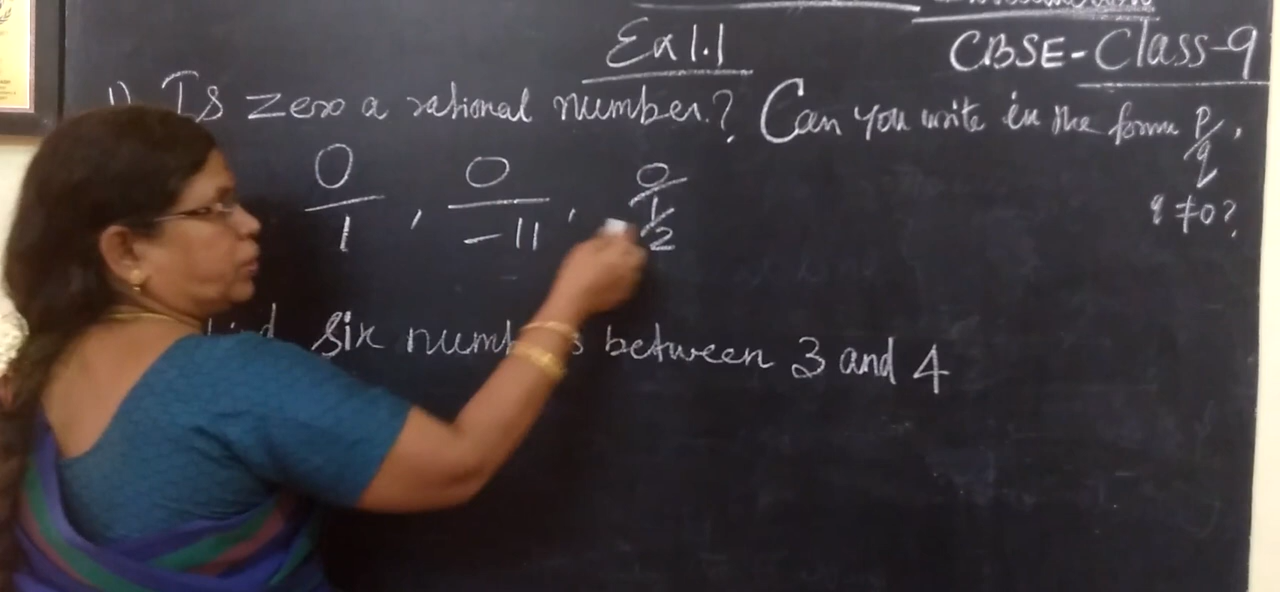 Ex 1.1
CBSE-Class-9
1) Is zero a rational number? Can you write in the form p/q,
q ≠ 0?
0/1, 0/-11, 0/1/2
Find six numbers between 3 and 4